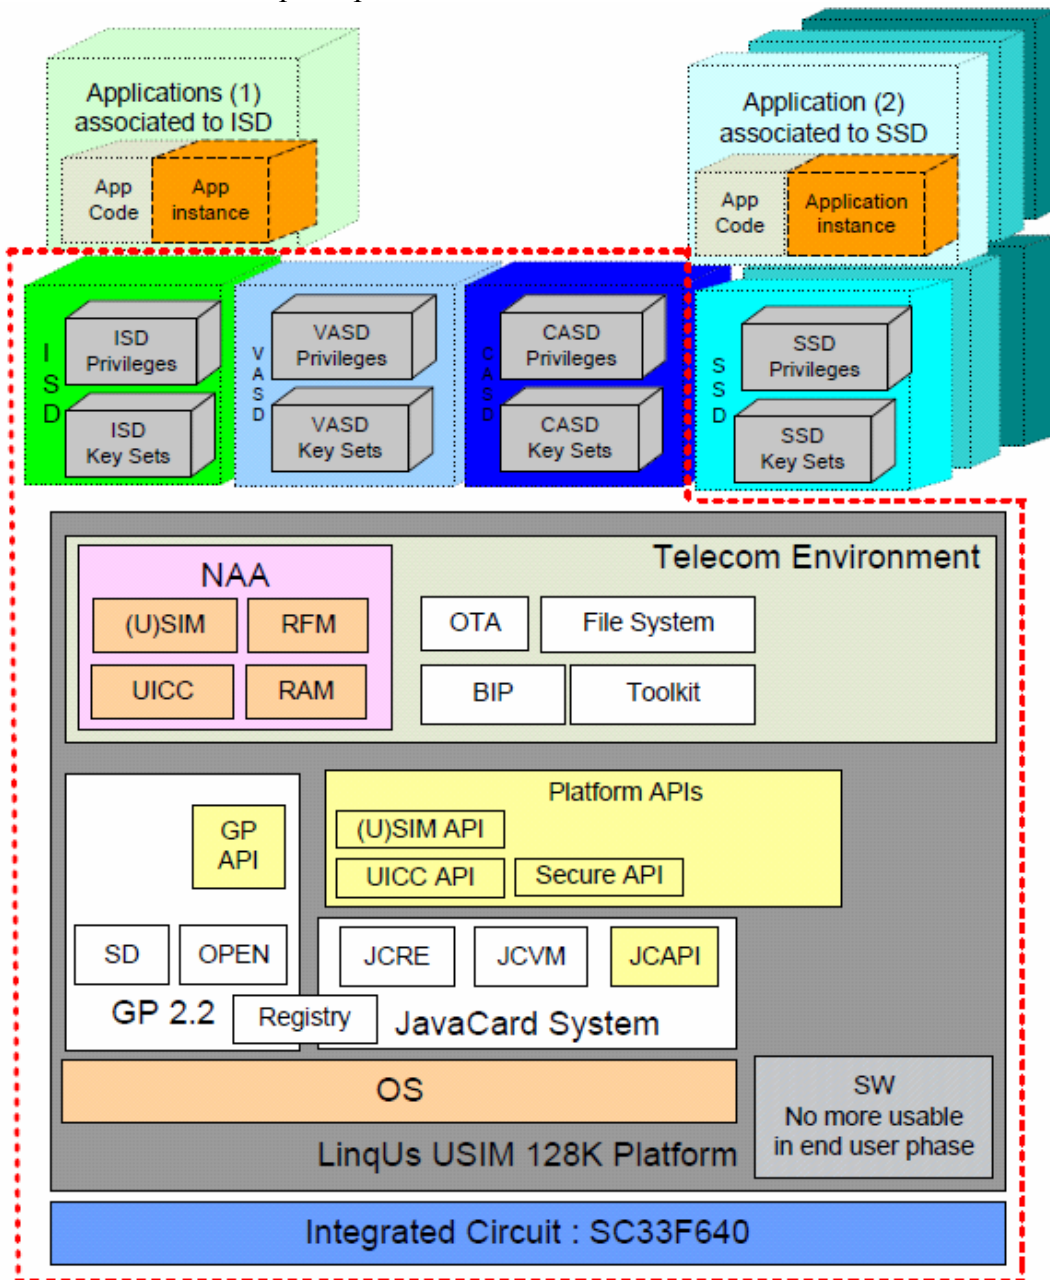 Applications (1)
associated to ISD
App
Code
App
instance
Application (2)
associated to SSD
App
Code
Application
instance
I
S
D
ISD
Privileges
ISD
Key Sets
V
A
S
D
VASD
Privileges
VASD
Key Sets
C
A
S
D
CASD
Privileges
CASD
Key Sets
S
S
D
SSD
Privileges
SSD
Key Sets
Telecom Environment
NAA
(U)SIM
RFM
UICC
RAM
OTA
File System
BIP
Toolkit
GP
API
SD
OPEN
GP 2.2
Registry
Platform APIs
(U)SIM API
UICC API
Secure API
JCRE
JCVM
JCAPI
JavaCard System
OS
SW
No more usable
in end user phase
LinqUs USIM 128K Platform
Integrated Circuit : SC33F640